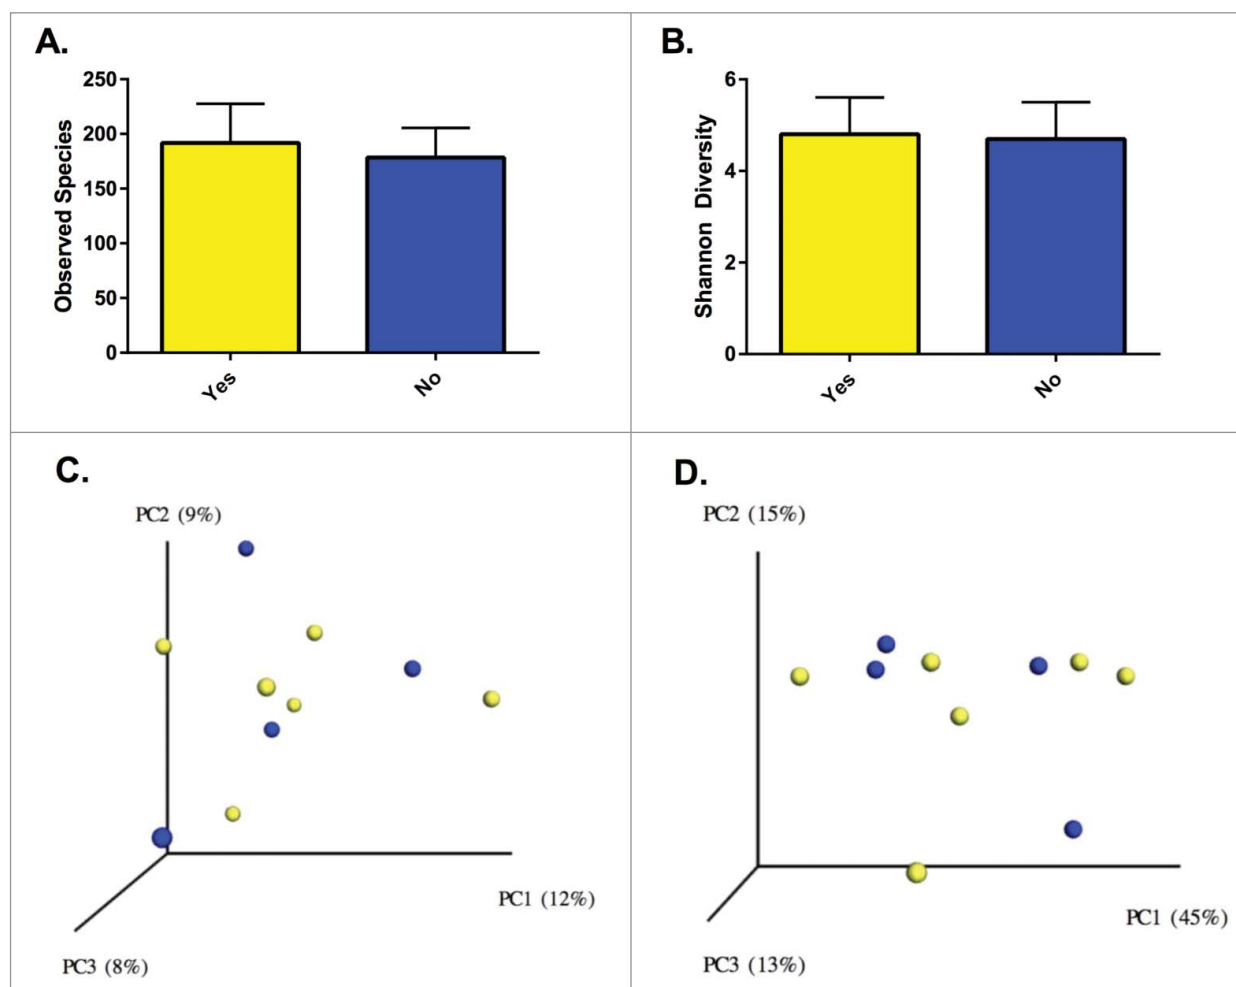 A.
250
200
150
100
50
0
Observed Species
Yes
No
B.
6
4
2
0
Shannon Diversity
Yes
No
C.
PC2 (9%)
PC1 (12%)
PC3 (8%)
D.
PC2 (15%)
PC1 (45%)
PC3 (13%)